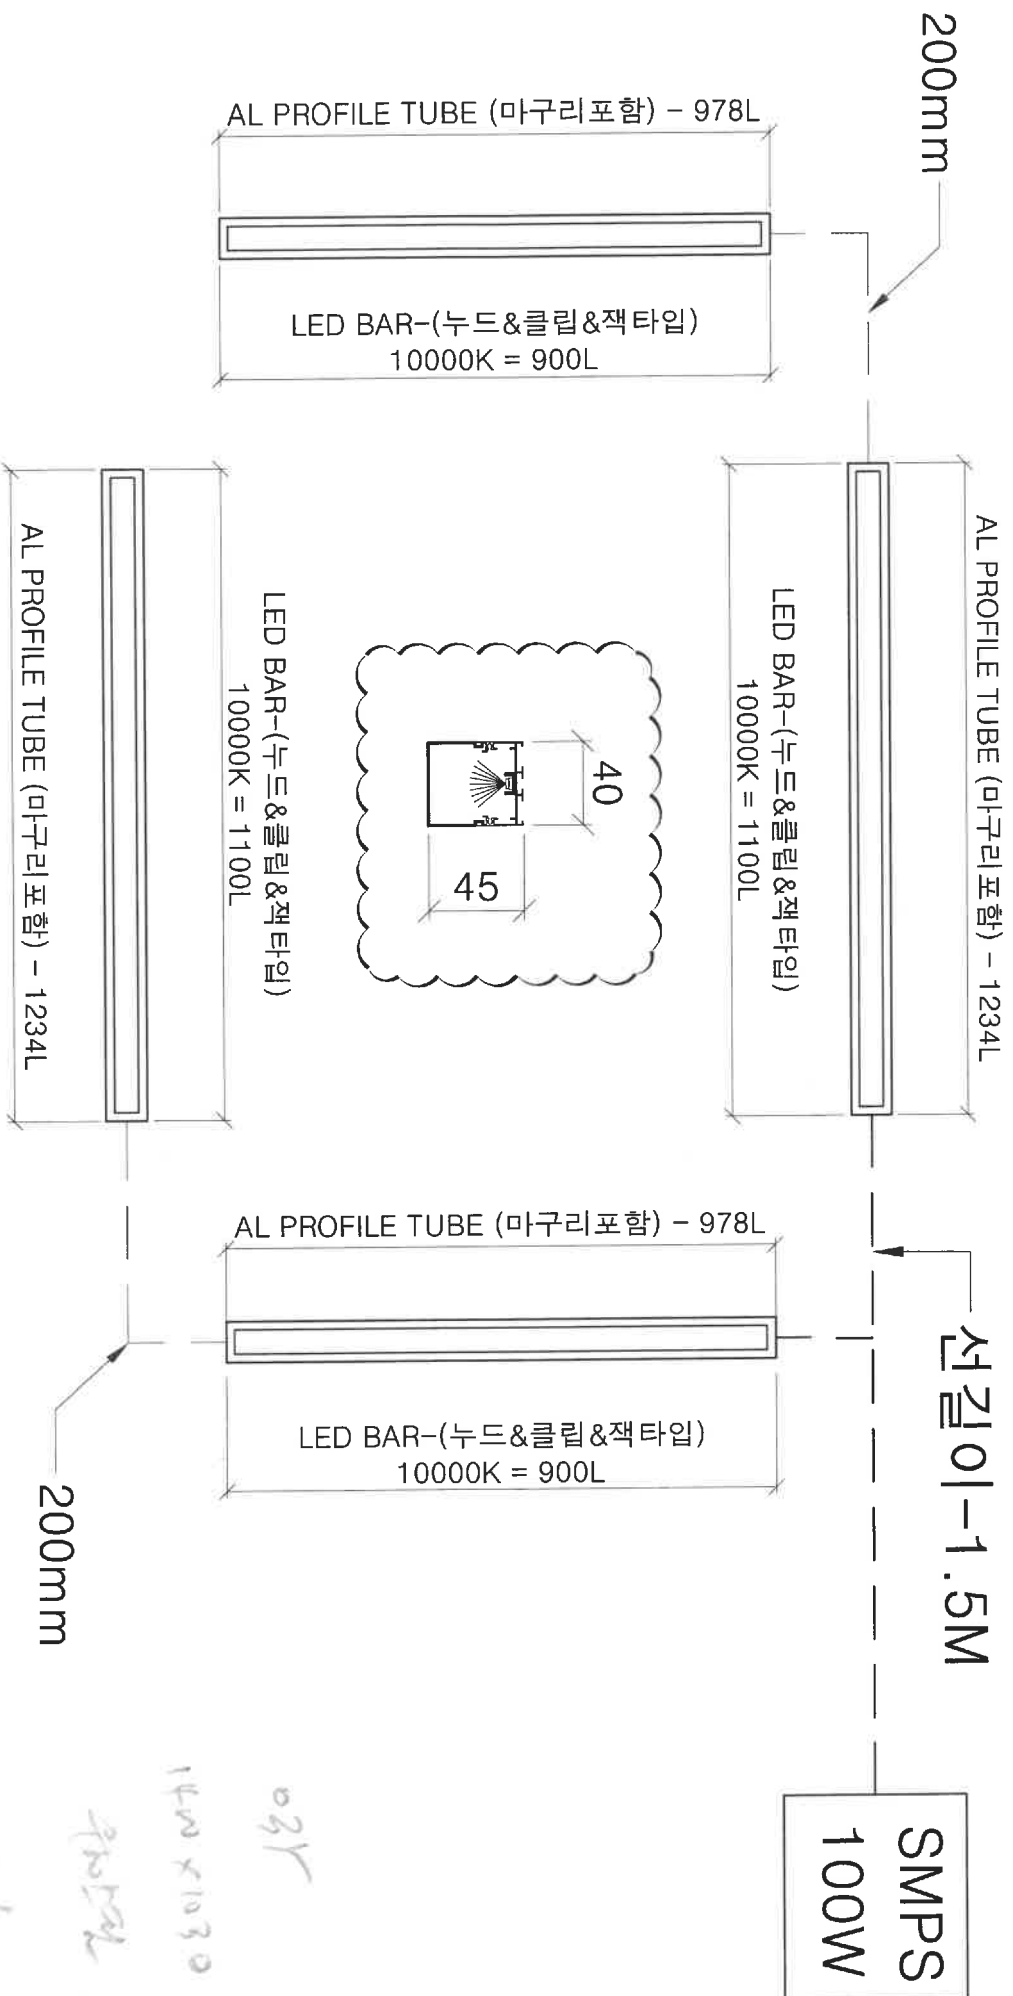 200mm
AL PROFILE TUBE (마구리포함) - 978L
LED BAR-(누드&클립&잭타입)
10000K = 900L
AL PROFILE TUBE (마구리포함) - 1234L
LED BAR-(누드&클립&잭타입)
10000K = 1100L
40
45
LED BAR-(누드&클립&잭타입)
10000K = 1100L
AL PROFILE TUBE (마구리포함) - 1234L
선길이-1.5M
AL PROFILE TUBE (마구리포함) - 978L
LED BAR-(누드&클립&잭타입)
10000K = 900L
200mm
SMPS
100W
14W x 1030